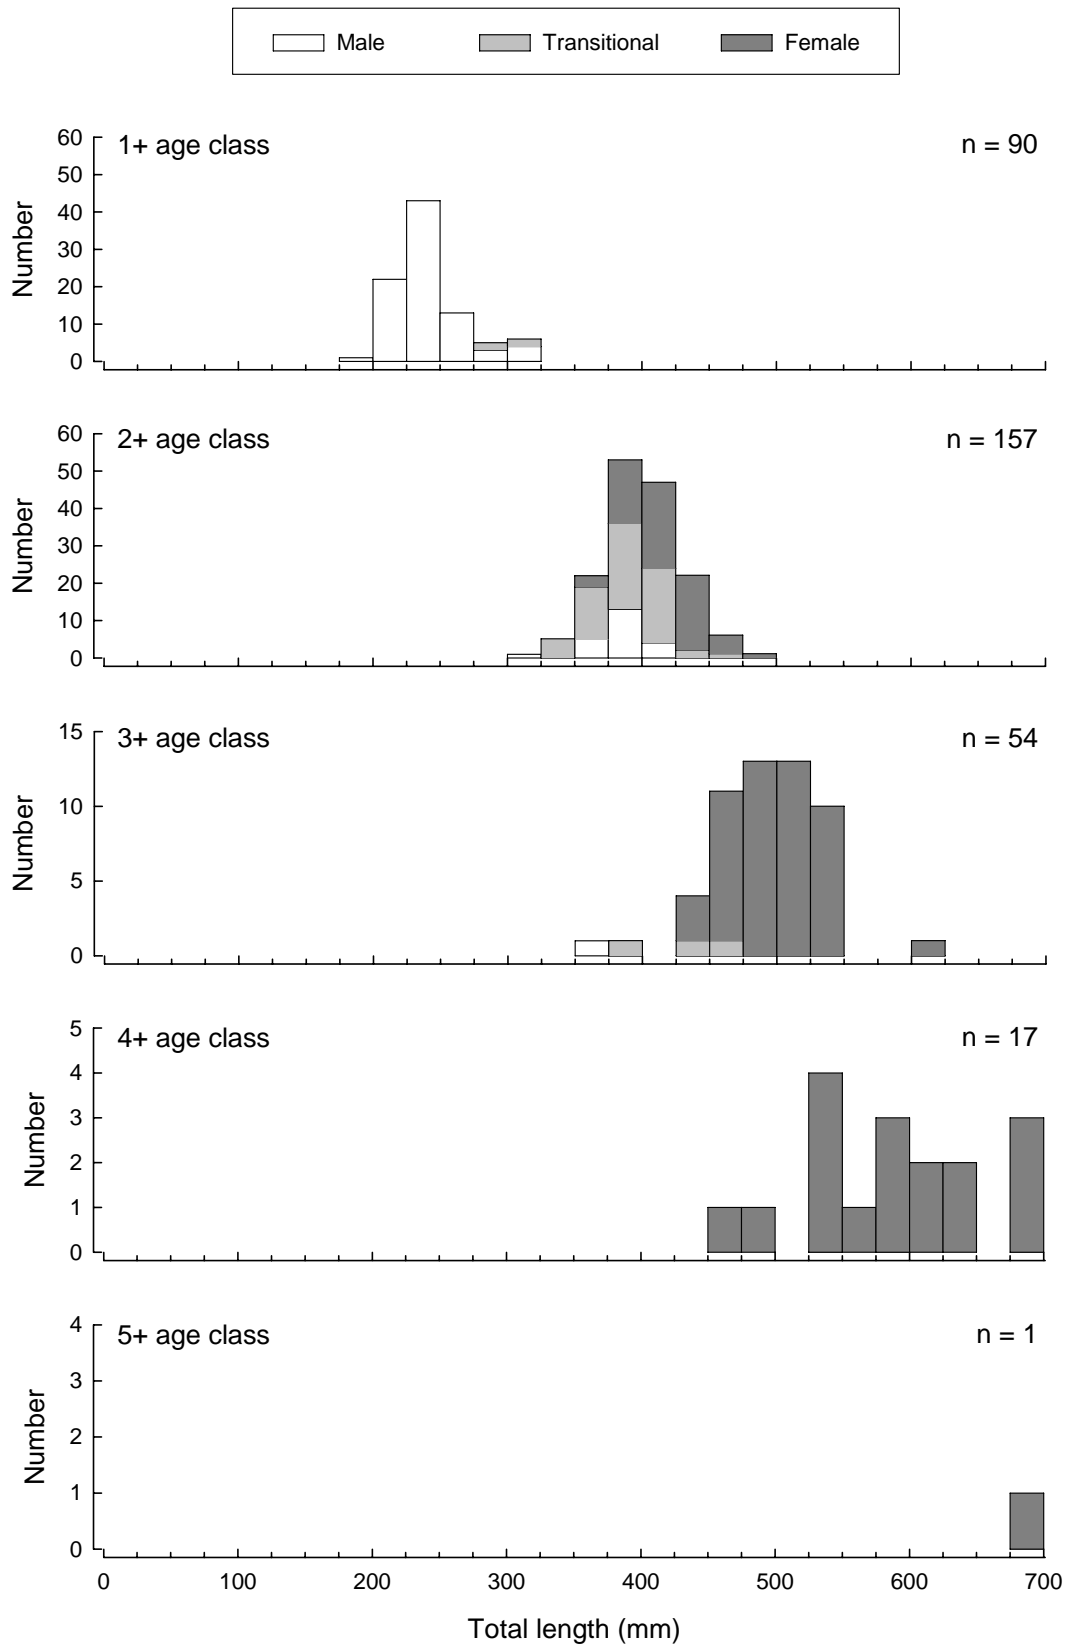 Male Transitional Female
1+ age class n = 90
60
50
40
30
20
10
0
Number
2+ age class n = 157
60
50
40
30
20
10
0
Number
3+ age class n = 54
15
10
5
0
Number
4+ age class n = 17
5
4
3
2
1
0
Number
5+ age class n = 1
4
3
2
1
0
Number
0 100 200 300 400 500 600 700
Total length (mm)